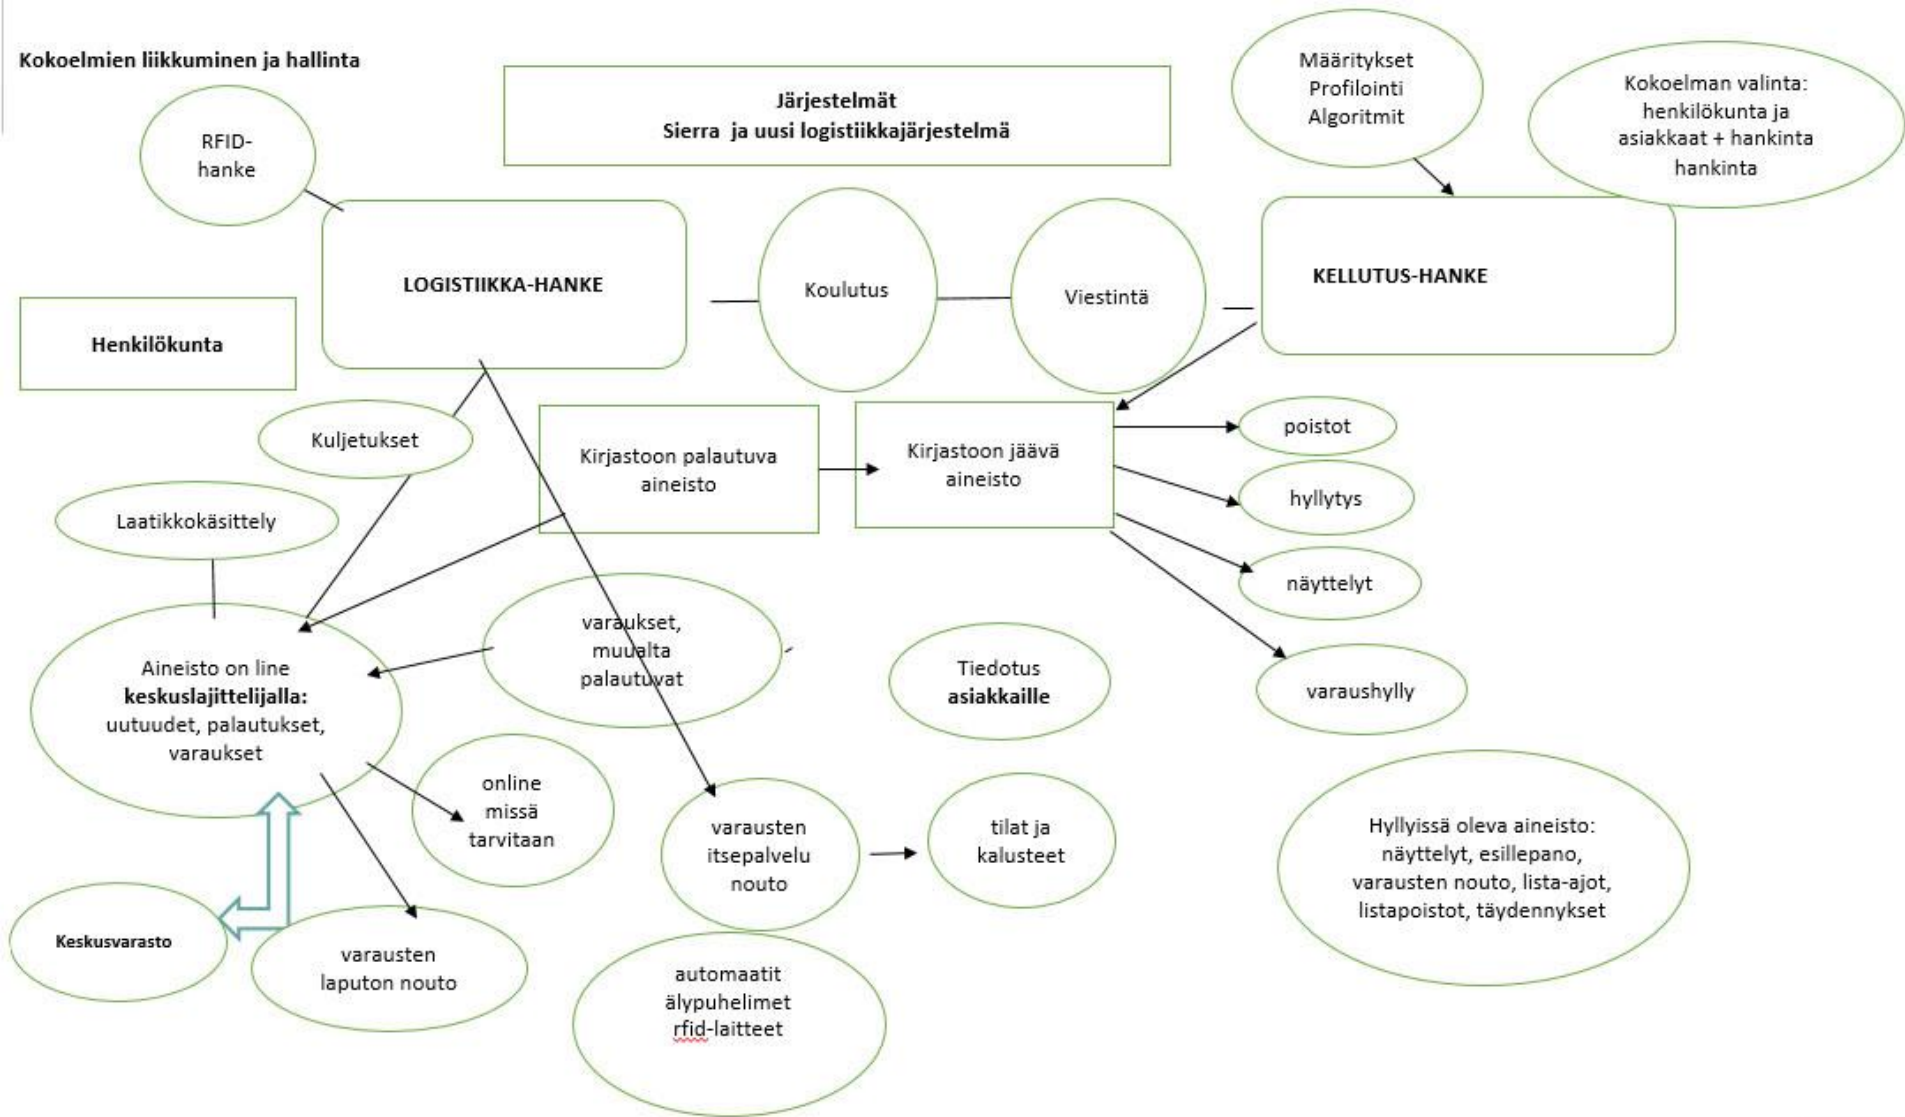 Kokoelmien liikkuminen ja hallinta
RFID-
hanke
Järjestelmät
Sierra ja uusi logistiikkajärjestelmä
Määritykset
Profilointi
Algoritmit
Kokoelman valinta:
henkilökunta ja
asiakkaat + hankinta
hankinta
LOGISTIIKKA-HANKE
Koulutus
Viestintä
KELLUTUS-HANKE
Henkilökunta
Kuljetukset
Kirjastoon palautuva
aineisto
Kirjastoon jäävä
aineisto
poistot
hyllytys
näyttelyt
varaushylly
Laatikkokäsittely
Aineisto on line
keskuslajittelijalla:
uutuudet, palautukset,
varaukset
varaukset,
muualta
palautuvat
Tiedotus
asiakkaille
online
missä
tarvitaan
varausten
itsepalvelu
nouto
tilat ja
kalusteet
Hyllyissä oleva aineisto:
näyttelyt, esillepano,
varausten nouto, lista-ajot,
listapoistot, täydennykset
Keskusvarasto
varausten
laputon nouto
automaatit
älypuhelimet
rfid-laitteet